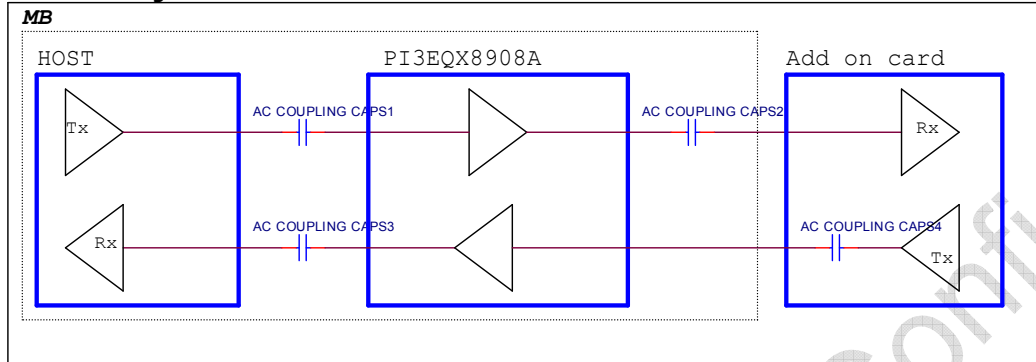 MB
HOST
PI3EQX8908A
Add on card
AC COUPLING CAPS1
AC COUPLING CAPS2
Tx
Rx
AC COUPLING CAPS3
AC COUPLING CAPS4
Rx
Tx